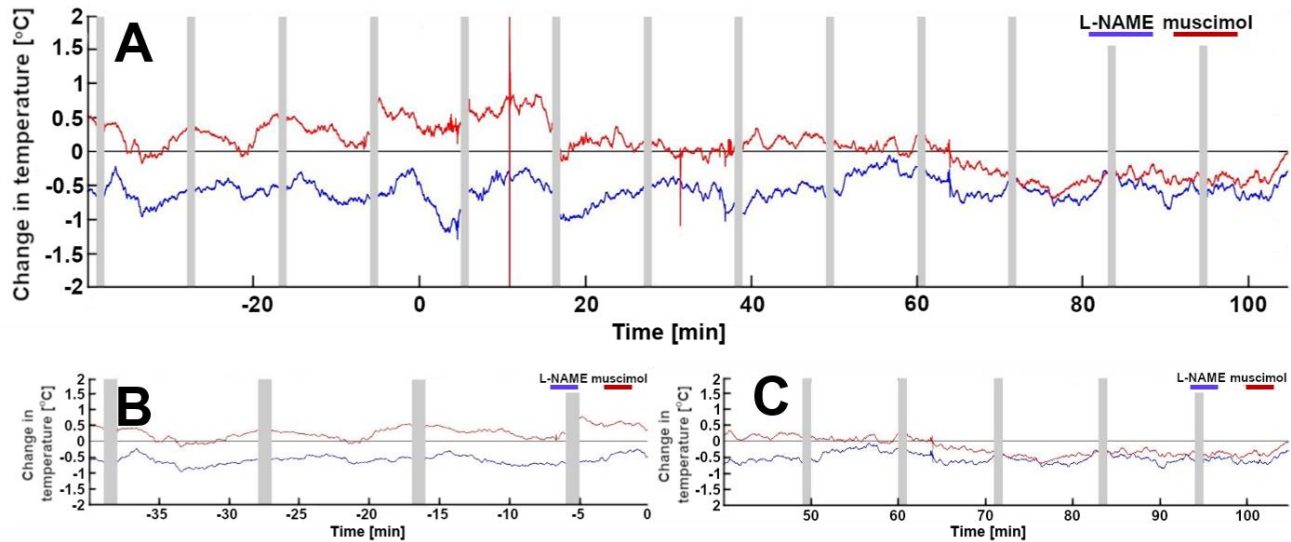 A
L-NAME muscimol
Change in temperature [°C]
2
1.5
1
0.5
0
-0.5
-1
-1.5
-2
-20 0 20 40 60 80 100
Time [min]
B
L-NAME muscimol
Change in
temperature [°C]
2
1.5
1
0.5
0
-0.5
-1
-1.5
2
-35 -30 -25 -20 -15 -10 -5 0
Time [min]
C
L-NAME muscimol
Change in
temperature [°C]
2
1.5
1
0.5
0
-0.5
-1
-1.5
2
50 60 70 80 90 100
Time [min]